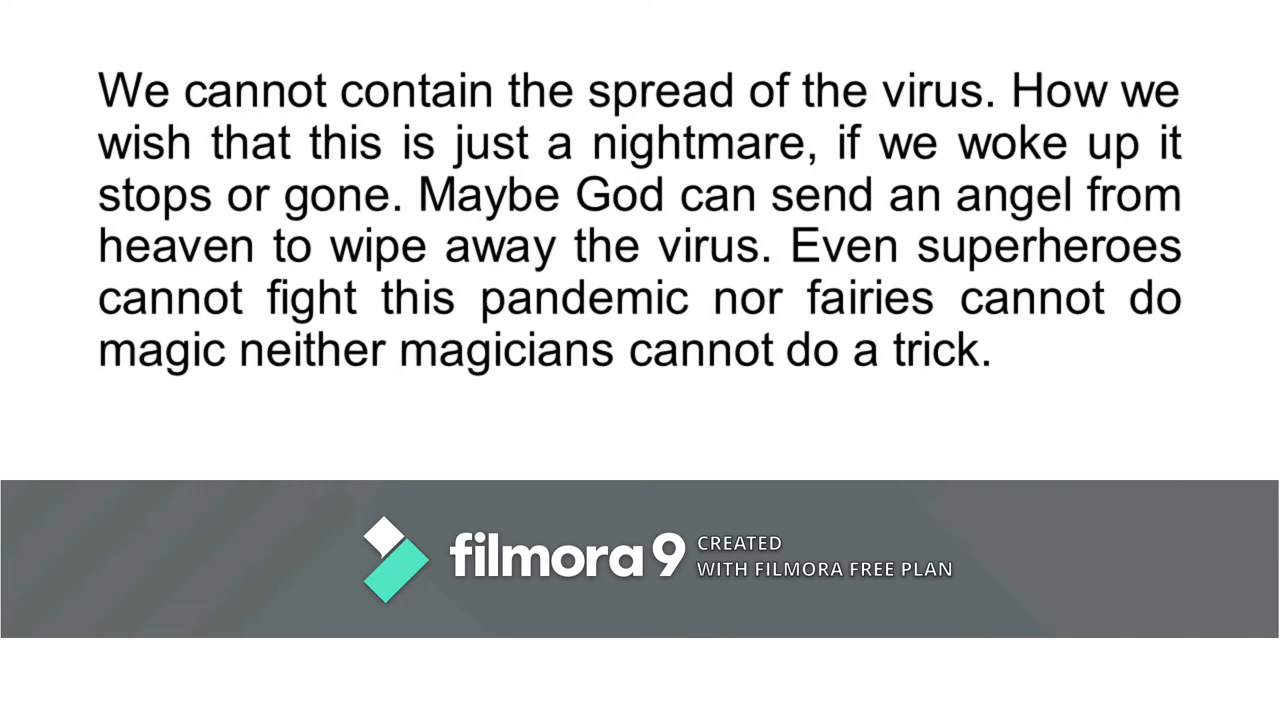 We cannot contain the spread of the virus. How we
wish that this is just a nightmare, if we woke up it
stops or gone. Maybe God can send an angel from
heaven to wipe away the virus. Even superheroes
cannot fight this pandemic nor fairies cannot do
magic neither magicians cannot do a trick.
filmora 9
CREATED
WITH FILMORA FREE PLAN